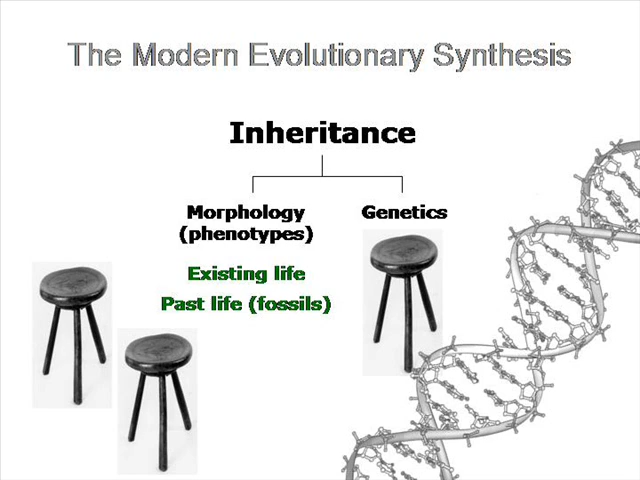 The Modern Evolutionary Synthesis
Inheritance
Morphology
(phenotypes)
Genetics
Existing life
Past life (fossils)